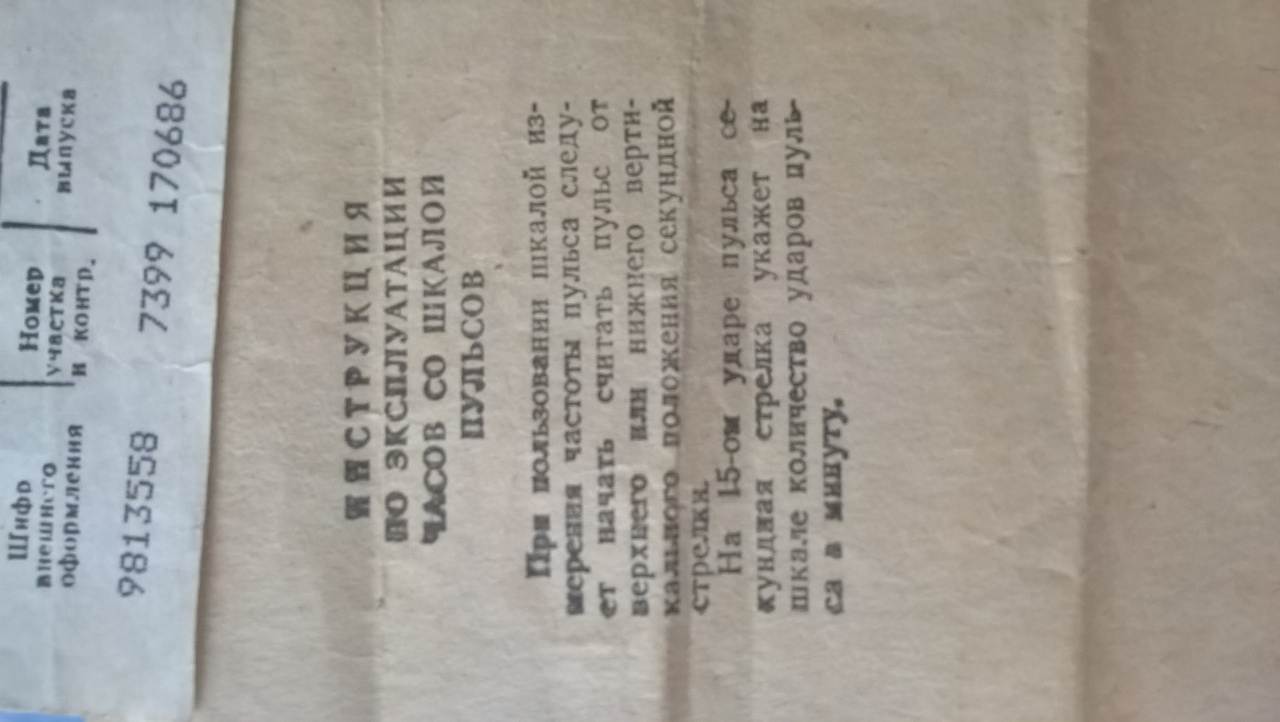 Шифр внешнего оформления
Номер участка и контр.
Дата выпуска
9813558 7399 170686
ИНСТРУКЦИЯ
ПО ЭКСПЛУАТАЦИИ
ЧАСОВ СО ШКАЛОЙ
ПУЛЬСОВ
При пользовании шкалой из-
мерения частоты пульса следу-
ет начать считать пульс от
верхнего или нижнего верти-
кального положения секундной
стрелки.
На 15-ом ударе пульса се-
кундная стрелка укажет на
шкале количество ударов пуль-
са в минуту.